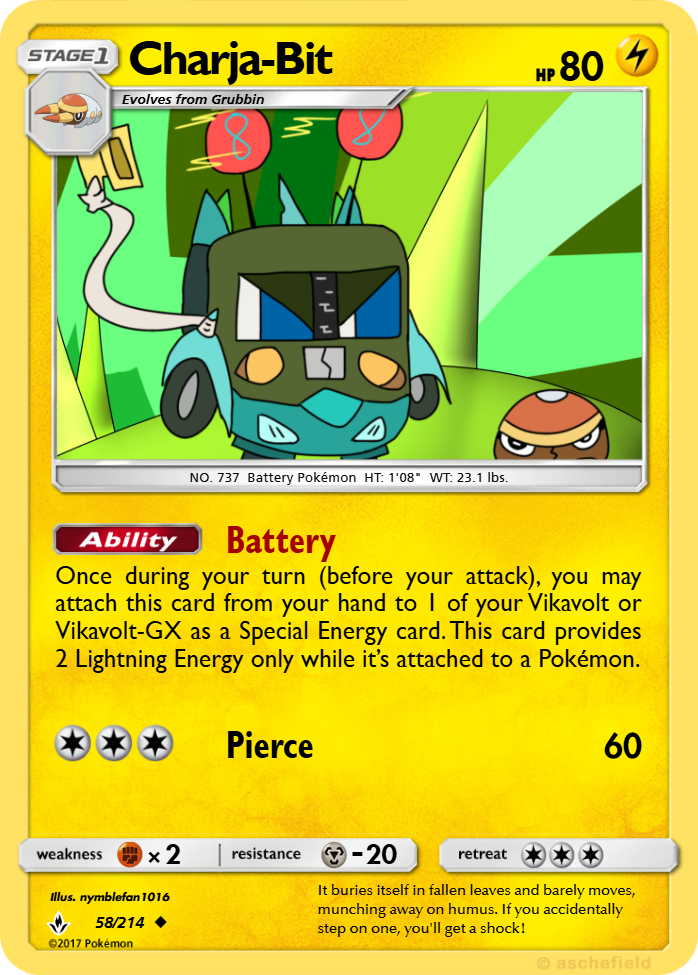 STAGE1
Charja-Bit
HP 80
Evolves from Grubbin
8 8
NO. 737 Battery Pokémon HT: 1'08" WT: 23.1 lbs.
Ability Battery
Once during your turn (before your attack), you may
attach this card from your hand to 1 of your Vikavolt or
Vikavolt-GX as a Special Energy card. This card provides
2 Lightning Energy only while it's attached to a Pokémon.
Pierce 60
weakness × 2 resistance -20 retreat
Illus. nymblefan1016
58/214
©2017 Pokémon
It buries itself in fallen leaves and barely moves,
munching away on humus. If you accidentally
step on one, you'll get a shock!
© aschefield